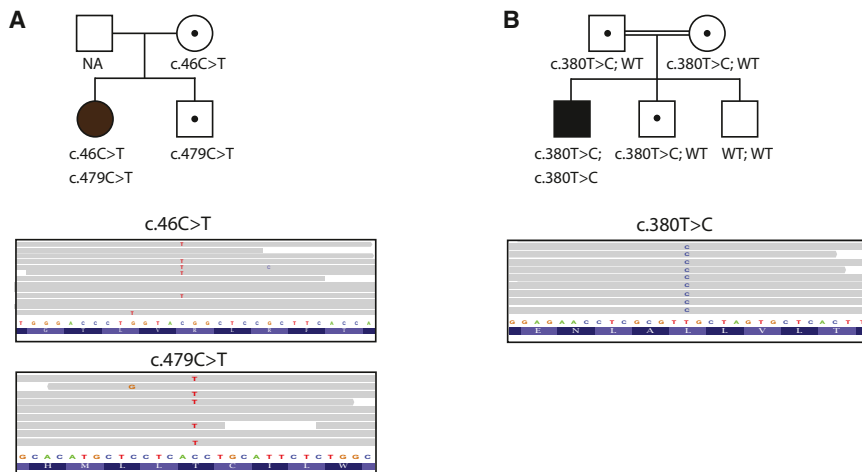 A
B
NA
c.46C>T
c.46C>T
c.479C>T
c.479C>T
c.380T>C; WT
c.380T>C; WT
c.380T>C;
c.380T>C
c.380T>C; WT
WT; WT
c.46C>T
T
T
T C
T
T
T
T G G G A C C C T G G T A C G G C T C C G C T T C A C C A
G T L V R L R F T
c.479C>T
T
G
T
T
T
T
G C A C A T G C T C C T C A C C T G C A T T C T C T G G C
H M L L T C I L W
c.380T>C
C
C
C
C
C
C
C
C
C
G G A G A A C C T C G C G T T G C T A G T G C T C A C T T
E N L A L L V L T